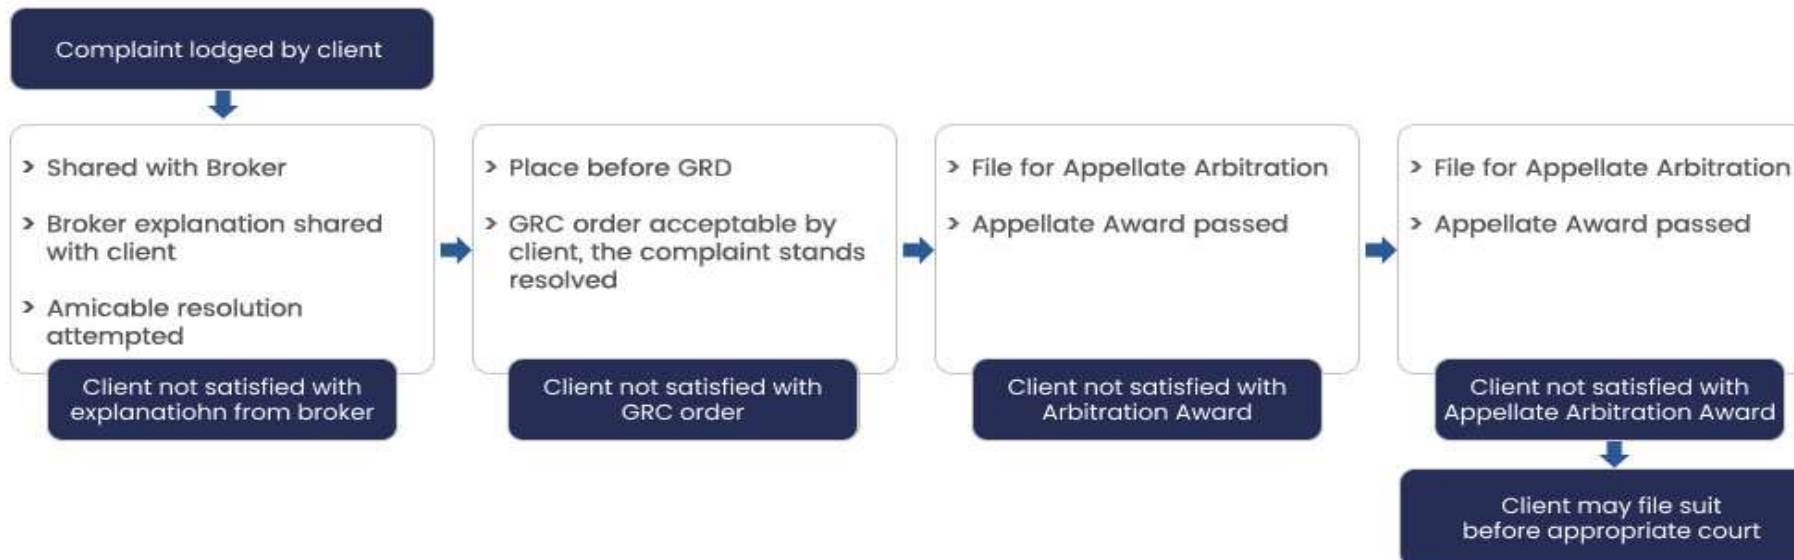 Complaint lodged by client
> Shared with Broker
> Broker explanation shared
with client
> Amicable resolution
attempted
Client not satisfied with
explanatiohn from broker
> Place before GRD
> GRC order acceptable by
client, the complaint stands
resolved
Client not satisfied with
GRC order
> File for Appellate Arbitration
> Appellate Award passed
Client not satisfied with
Arbitration Award
> File for Appellate Arbitration
> Appellate Award passed
Client not satisfied with
Appellate Arbitration Award
Client may file suit
before appropriate court